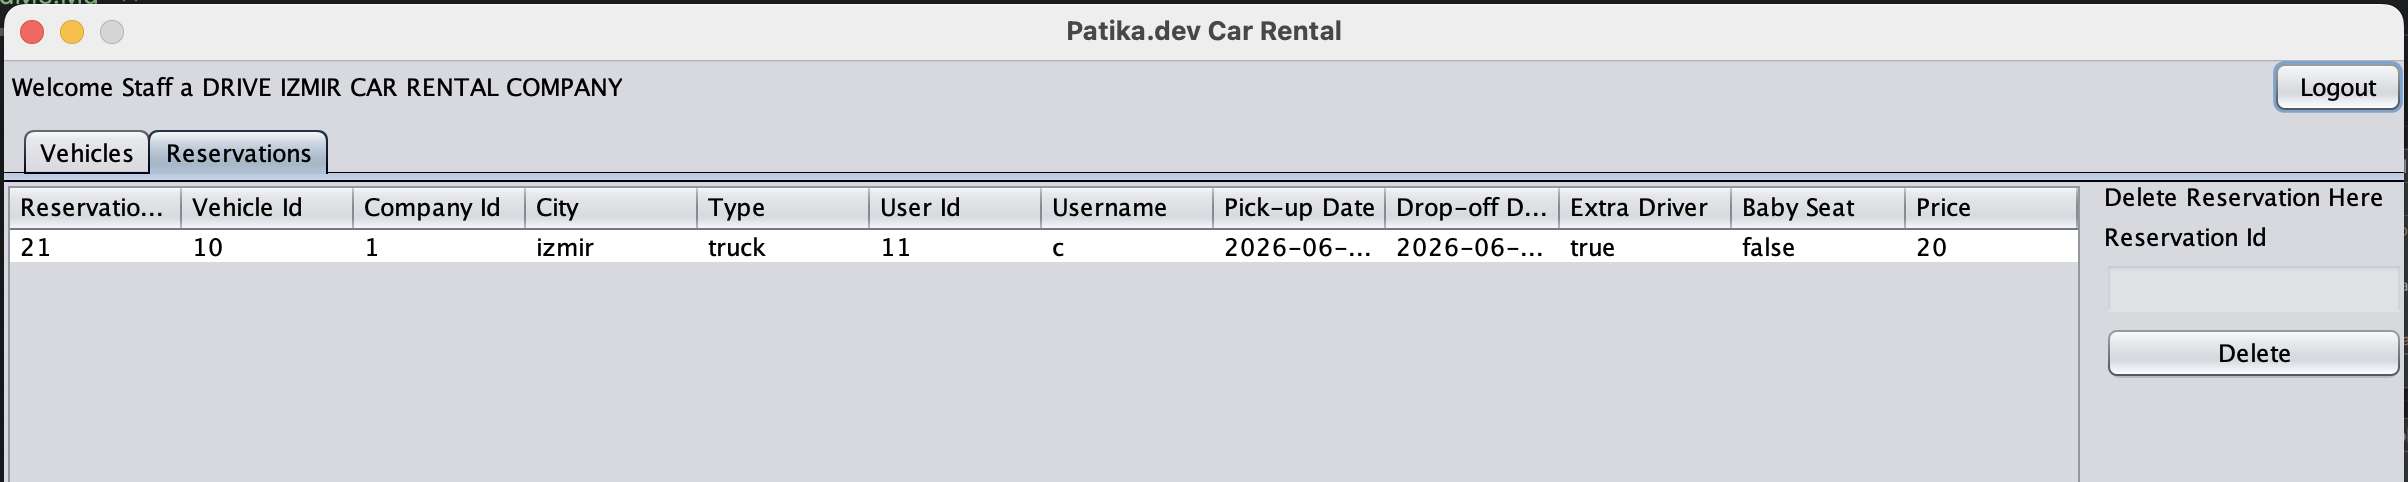 Patika.dev Car Rental
Welcome Staff a DRIVE IZMIR CAR RENTAL COMPANY
Logout
Vehicles Reservations
Reservatio... Vehicle Id Company Id City Type User Id Username Pick-up Date Drop-off D... Extra Driver Baby Seat Price
21 10 1 izmir truck 11 c 2026-06-... 2026-06-... true false 20
Delete Reservation Here
Reservation Id
Delete